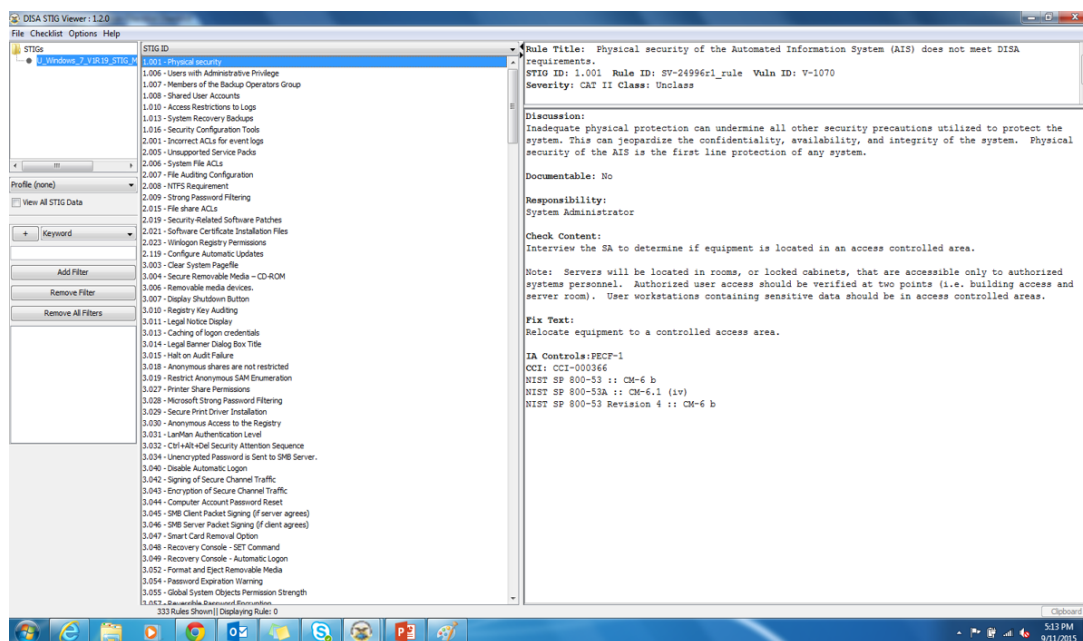 DISA STIG Viewer : 1.2.0
File Checklist Options Help
STIGs
U_Windows_7_V1R19_STIG_M
Profile (none)
View All STIG Data
+ Keyword
Add Filter
Remove Filter
Remove All Filters
STIG ID
1.001 - Physical security
1.006 - Users with Administrative Privilege
1.007 - Members of the Backup Operators Group
1.008 - Shared User Accounts
1.010 - Access Restrictions to Logs
1.013 - System Recovery Backups
1.016 - Security Configuration Tools
2.001 - Incorrect ACLs for event logs
2.005 - Unsupported Service Packs
2.006 - System File ACLs
2.007 - File Auditing Configuration
2.008 - NTFS Requirement
2.009 - Strong Password Filtering
2.015 - File share ACLs
2.019 - Security-Related Software Patches
2.021 - Software Certificate Installation Files
2.023 - Winlogon Registry Permissions
2.119 - Configure Automatic Updates
3.003 - Clear System Pagefile
3.004 - Secure Removable Media – CD-ROM
3.006 - Removable media devices.
3.007 - Display Shutdown Button
3.010 - Registry Key Auditing
3.011 - Legal Notice Display
3.013 - Caching of logon credentials
3.014 - Legal Banner Dialog Box Title
3.015 - Halt on Audit Failure
3.018 - Anonymous shares are not restricted
3.019 - Restrict Anonymous SAM Enumeration
3.027 - Printer Share Permissions
3.028 - Microsoft Strong Password Filtering
3.029 - Secure Print Driver Installation
3.030 - Anonymous Access to the Registry
3.031 - LanMan Authentication Level
3.032 - Ctrl+Alt+Del Security Attention Sequence
3.034 - Unencrypted Password is Sent to SMB Server.
3.040 - Disable Automatic Logon
3.042 - Signing of Secure Channel Traffic
3.043 - Encryption of Secure Channel Traffic
3.044 - Computer Account Password Reset
3.045 - SMB Client Packet Signing (if server agrees)
3.046 - SMB Server Packet Signing (if client agrees)
3.047 - Smart Card Removal Option
3.048 - Recovery Console - SET Command
3.049 - Recovery Console - Automatic Logon
3.052 - Format and Eject Removable Media
3.054 - Password Expiration Warning
3.055 - Global System Objects Permission Strength
3.057 - Reversible Password Encryption
333 Rules Shown|| Displaying Rule: 0
Rule Title: Physical security of the Automated Information System (AIS) does not meet DISA
requirements.
STIG ID: 1.001 Rule ID: SV-24996r1_rule Vuln ID: V-1070
Severity: CAT II Class: Unclass
Discussion:
Inadequate physical protection can undermine all other security precautions utilized to protect the
system. This can jeopardize the confidentiality, availability, and integrity of the system. Physical
security of the AIS is the first line protection of any system.
Documentable: No
Responsibility:
System Administrator
Check Content:
Interview the SA to determine if equipment is located in an access controlled area.
Note: Servers will be located in rooms, or locked cabinets, that are accessible only to authorized
systems personnel. Authorized user access should be verified at two points (i.e. building access and
server room). User workstations containing sensitive data should be in access controlled areas.
Fix Text:
Relocate equipment to a controlled access area.
IA Controls:PECF-1
CCI: CCI-000366
NIST SP 800-53 :: CM-6 b
NIST SP 800-53A :: CM-6.1 (iv)
NIST SP 800-53 Revision 4 :: CM-6 b
Clipboard
5:13 PM
9/11/2015